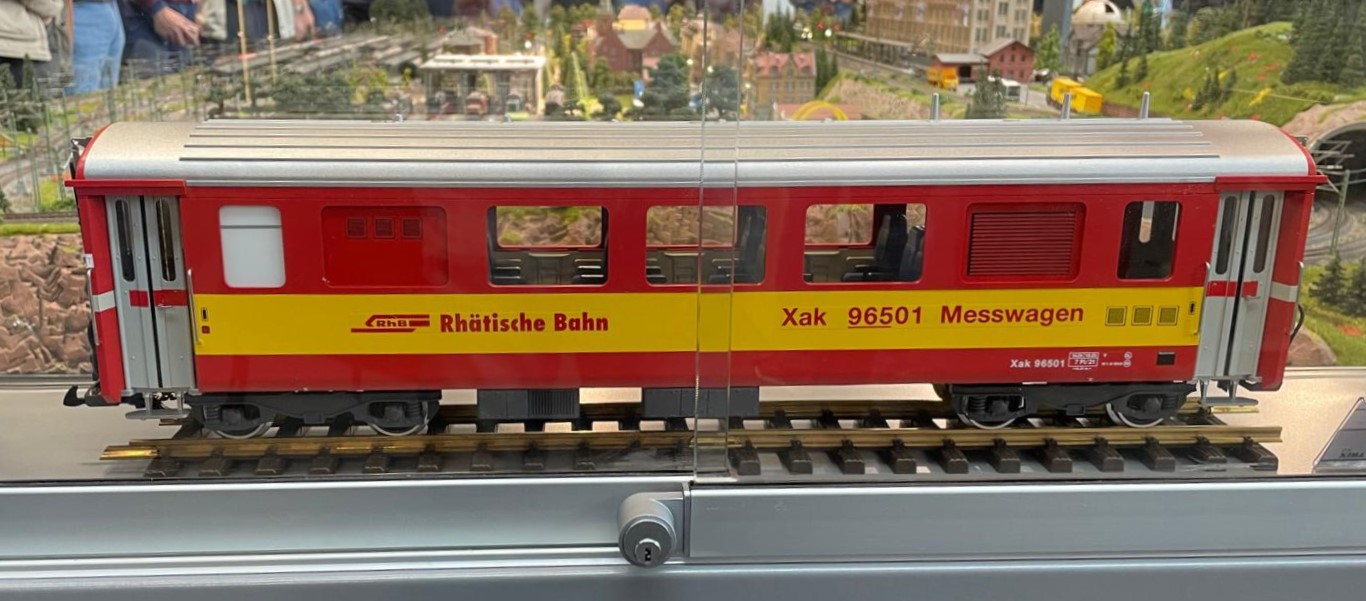 RhB Rhätische Bahn
Xak 96501 Messwagen
Xak 96501